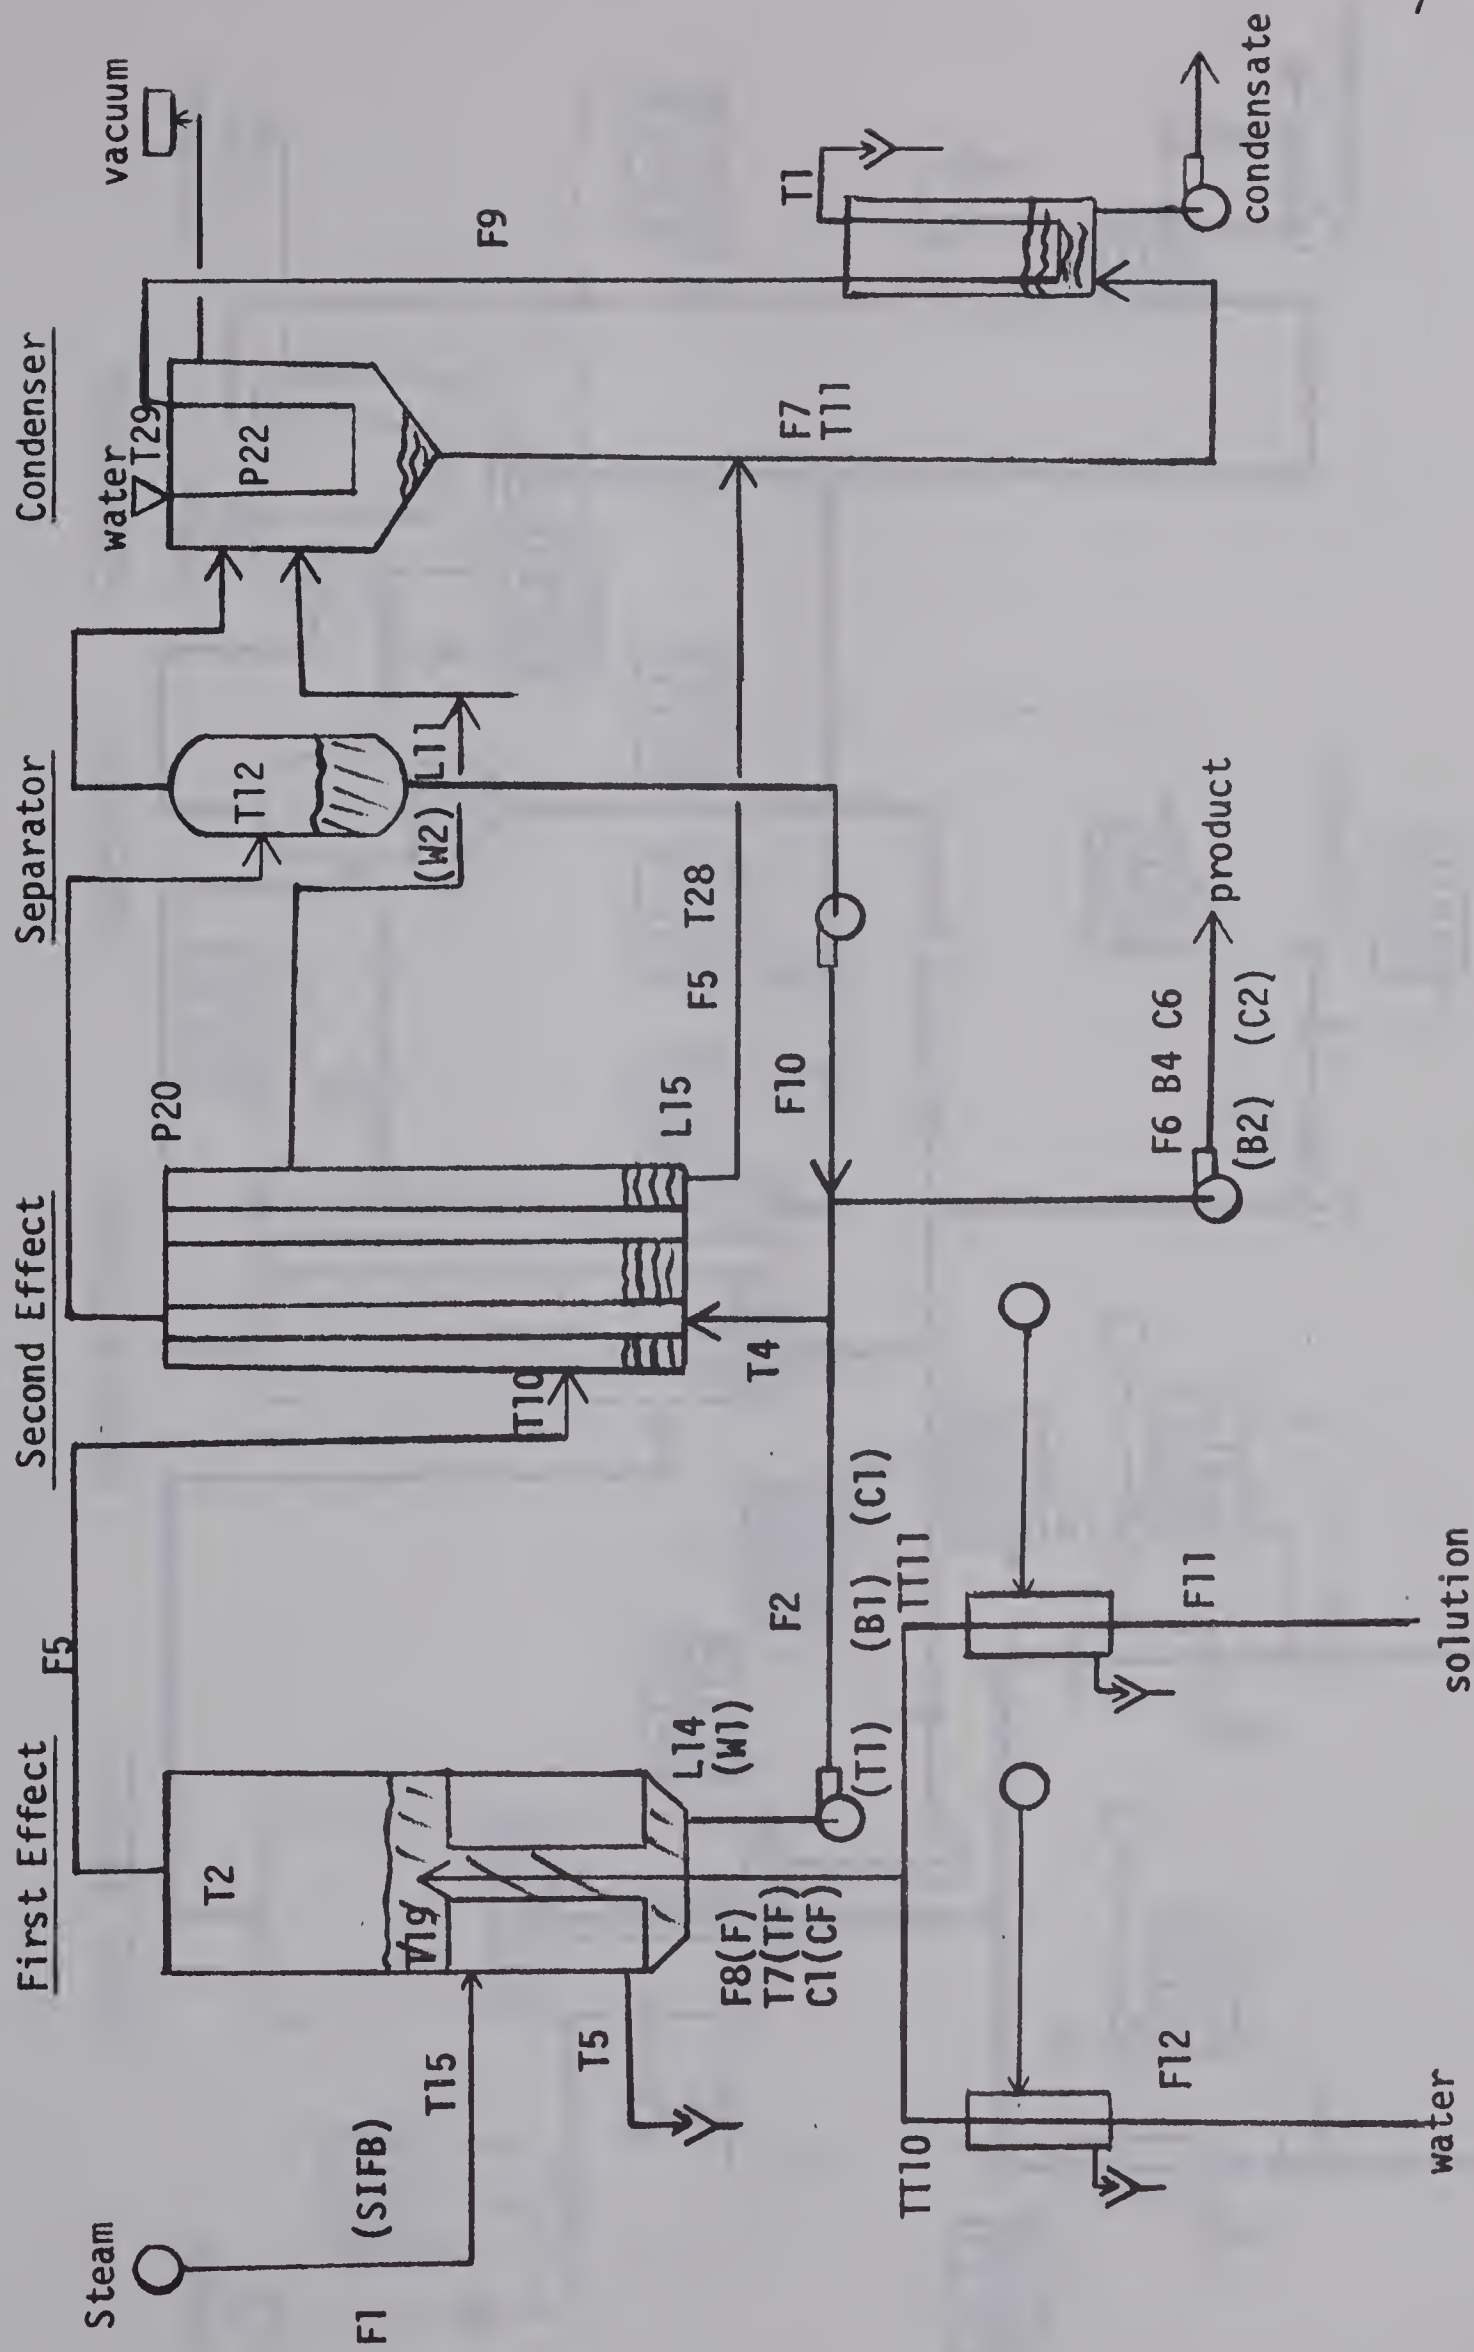 First Effect
Second Effect
Separator
Condenser
Steam
F1
(SIFB)
T15
T5
T2
V19
F5
L14
(W1)
F8(F)
T7(TF)
C1(CF)
(T1)
F2
(B1)
(C1)
TT11
TT10
F12
water
F11
solution
T10
T4
P20
L15
F5
T28
F10
F6 B4 C6
(B2)
(C2)
product
T12
L11
(W2)
water
T29
P22
vacuum
F9
F7
T11
T1
condensate